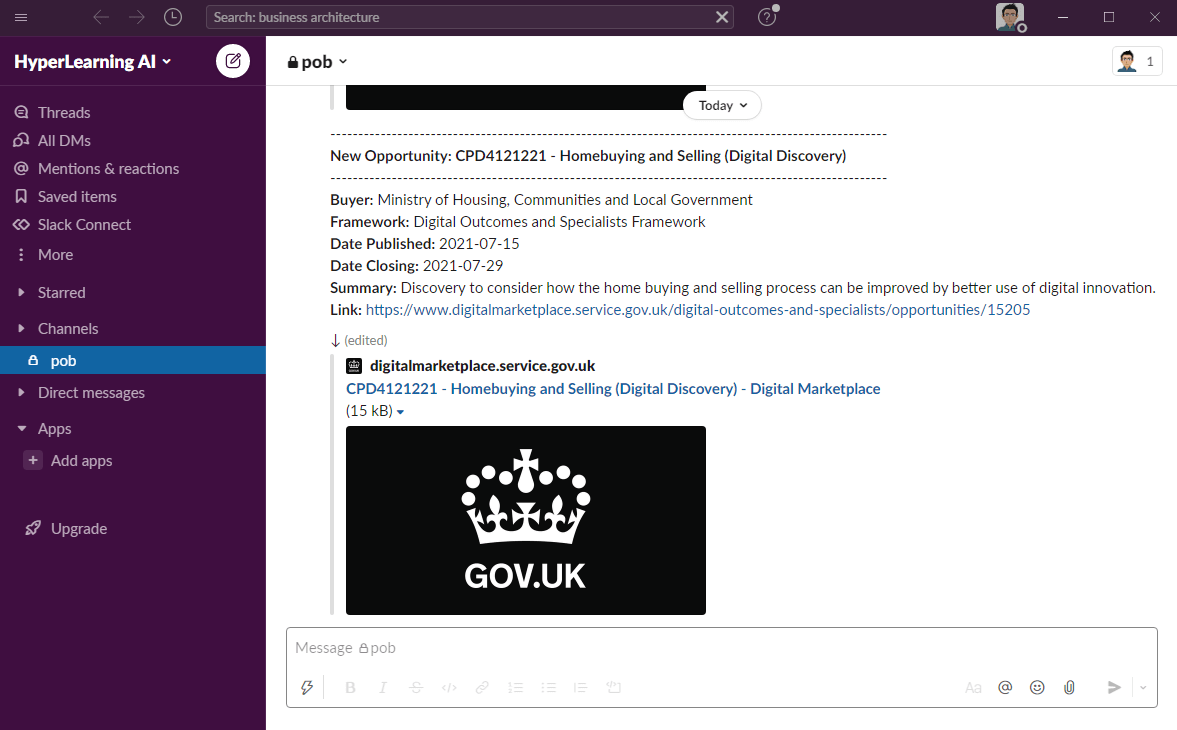 Search: business architecture
HyperLearning AI
pob
1
Threads
All DMs
Mentions & reactions
Saved items
Slack Connect
More
Starred
Channels
pob
Direct messages
Apps
+ Add apps
Upgrade
Today
---------------------------------------------------------------------------------------------------
New Opportunity: CPD4121221 - Homebuying and Selling (Digital Discovery)
---------------------------------------------------------------------------------------------------
Buyer: Ministry of Housing, Communities and Local Government
Framework: Digital Outcomes and Specialists Framework
Date Published: 2021-07-15
Date Closing: 2021-07-29
Summary: Discovery to consider how the home buying and selling process can be improved by better use of digital innovation.
Link: https://www.digitalmarketplace.service.gov.uk/digital-outcomes-and-specialists/opportunities/15205
↓ (edited)
digitalmarketplace.service.gov.uk
CPD4121221 - Homebuying and Selling (Digital Discovery) - Digital Marketplace
(15 kB)
GOV.UK
Message pob
B I S </> Aa @